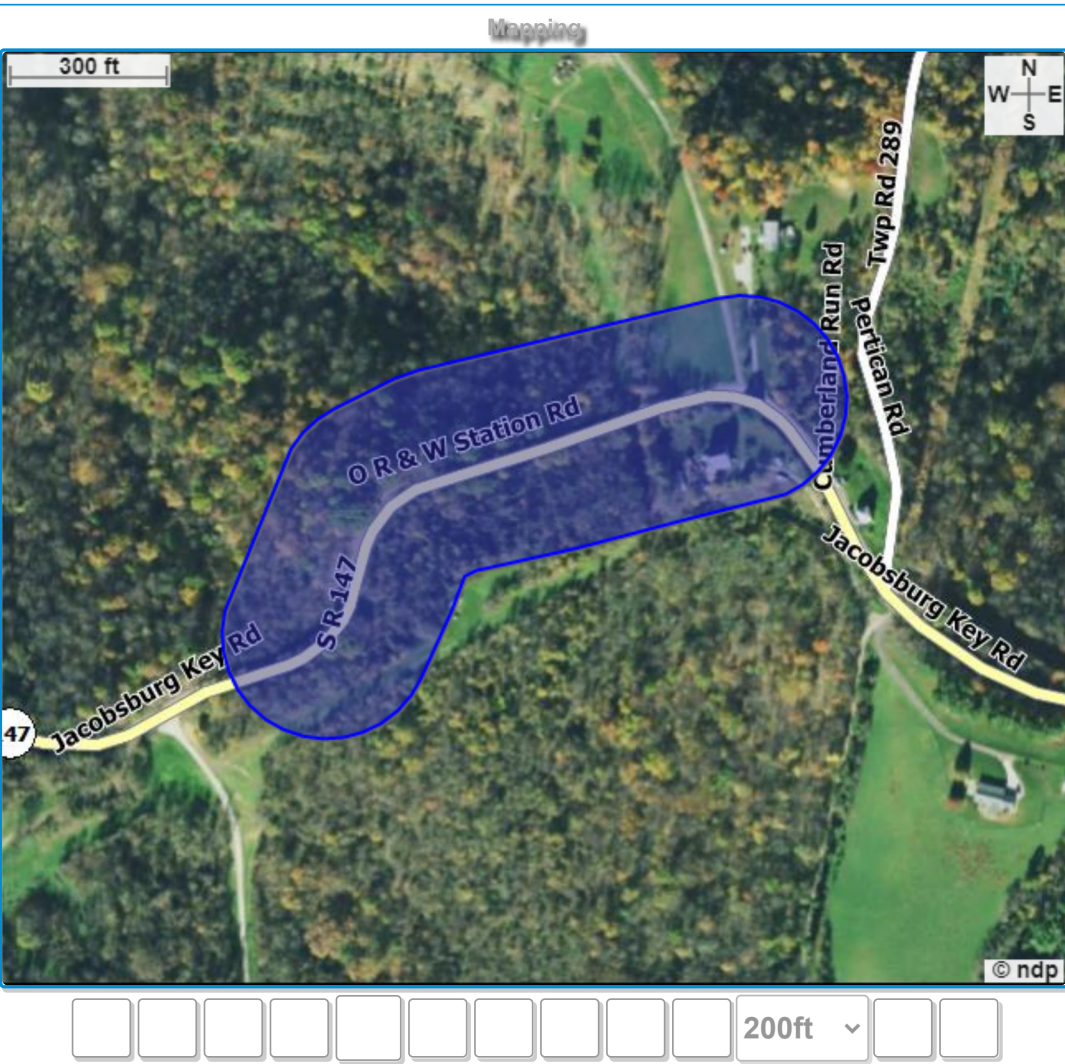 Mapping
300 ft
N
W E
S
Twp Rd 289
Cumberland Run Rd
Pertican Rd
O R & W Station Rd
S R 147
Jacobsburg Key Rd
Jacobsburg Key Rd
47
© ndp
200ft